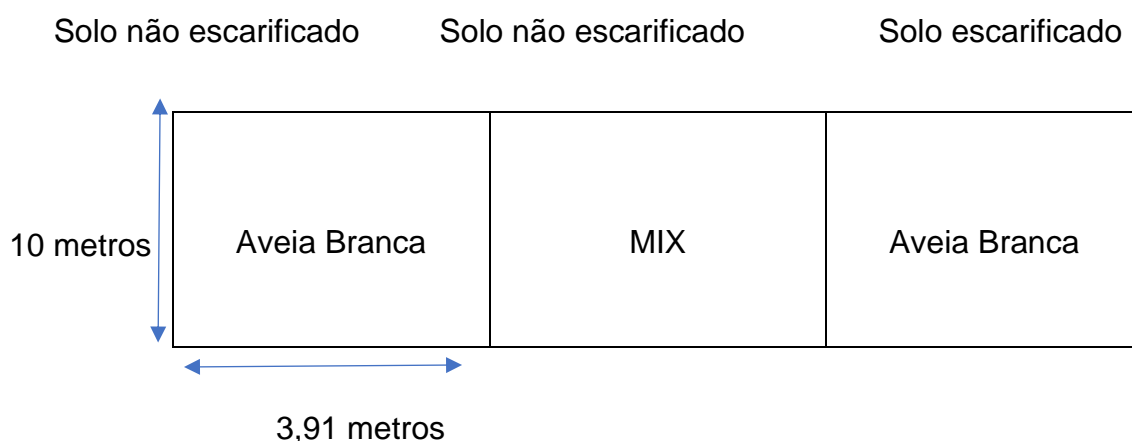 Solo não escarificado Solo não escarificado Solo escarificado
10 metros Aveia Branca MIX Aveia Branca
3,91 metros